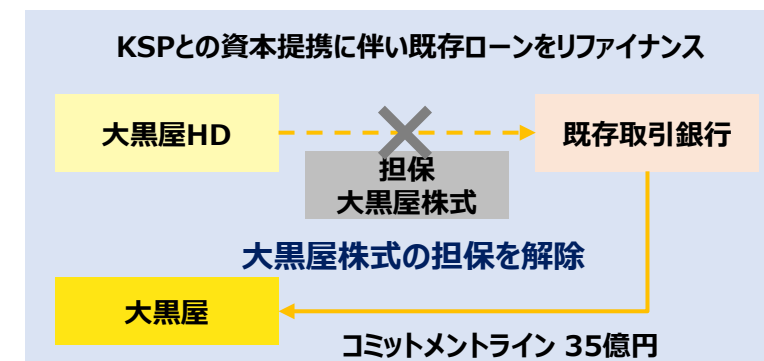 KSPとの資本提携に伴い既存ローンをリファイナンス
大黒屋HD
既存取引銀行
担保
大黒屋株式
大黒屋株式の担保を解除
大黒屋
コミットメントライン 35億円